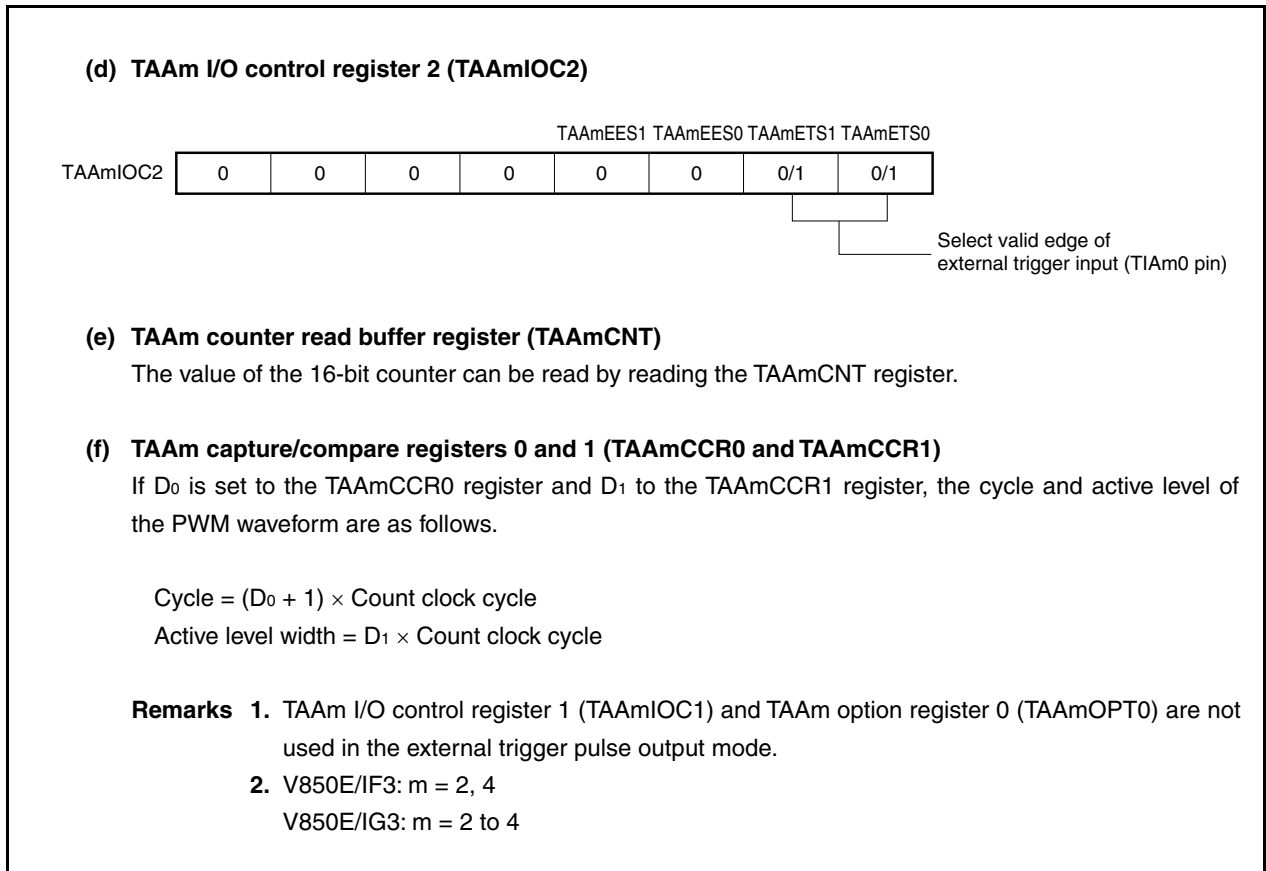 (d) TAAm I/O control register 2 (TAAmIOC2)
TAAmEES1 TAAmEES0 TAAmETS1 TAAmETS0
TAAmIOC2 0 0 0 0 0 0 0/1 0/1
Select valid edge of
external trigger input (TIAm0 pin)
(e) TAAm counter read buffer register (TAAmCNT)
The value of the 16-bit counter can be read by reading the TAAmCNT register.
(f) TAAm capture/compare registers 0 and 1 (TAAmCCR0 and TAAmCCR1)
If D0 is set to the TAAmCCR0 register and D1 to the TAAmCCR1 register, the cycle and active level of
the PWM waveform are as follows.
Cycle = (D0 + 1) × Count clock cycle
Active level width = D1 × Count clock cycle
Remarks 1. TAAm I/O control register 1 (TAAmIOC1) and TAAm option register 0 (TAAmOPT0) are not
used in the external trigger pulse output mode.
2. V850E/IF3: m = 2, 4
V850E/IG3: m = 2 to 4